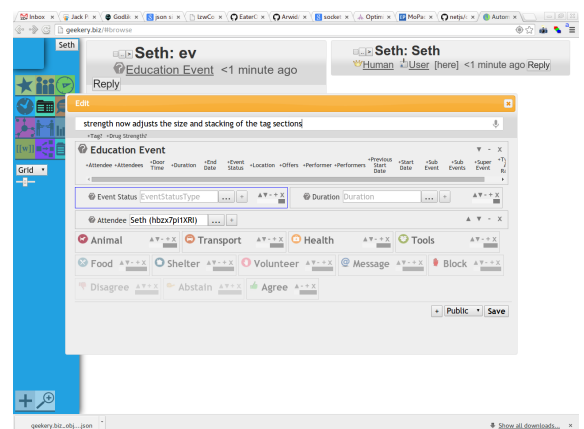 Inbox
Jack P.
Godlil
json s
LzwCo
EaterC
Arwid
socket
Optim
MoPa
netjs/
Autor
geekery.biz/#browse
Seth
Seth: ev
Education Event <1 minute ago
Reply
Seth: Seth
Human User [here] <1 minute ago Reply
[[w]]
Grid
Edit
strength now adjusts the size and stacking of the tag sections
+Tag? +Drug Strength!
Education Event ▼ - X
+Attendee +Attendees +Door Time +Duration +End Date +Event Status +Location +Offers +Performer +Performers +Previous Start Date +Start Date +Sub Event +Sub Events +Super Event
Event Status EventStatusType ... + ▲▼-+X
Duration Duration ... + ▲▼-+X
Attendee Seth (hbzx7pi1XRI) ... + ▲ ▼ - X
Animal ▲▼-+X Transport ▲▼-+X Health ▲▼-+X Tools ▲▼-+X
Food ▲▼-+X Shelter ▲▼-+X Volunteer ▲▼-+X @ Message ▲▼-+X Block ▲▼-+X
Disagree ▲▼+X Abstain ▲▼+X Agree ▲-+X
+ Public ▼ Save
geekery.biz_obj....json
Show all downloads...